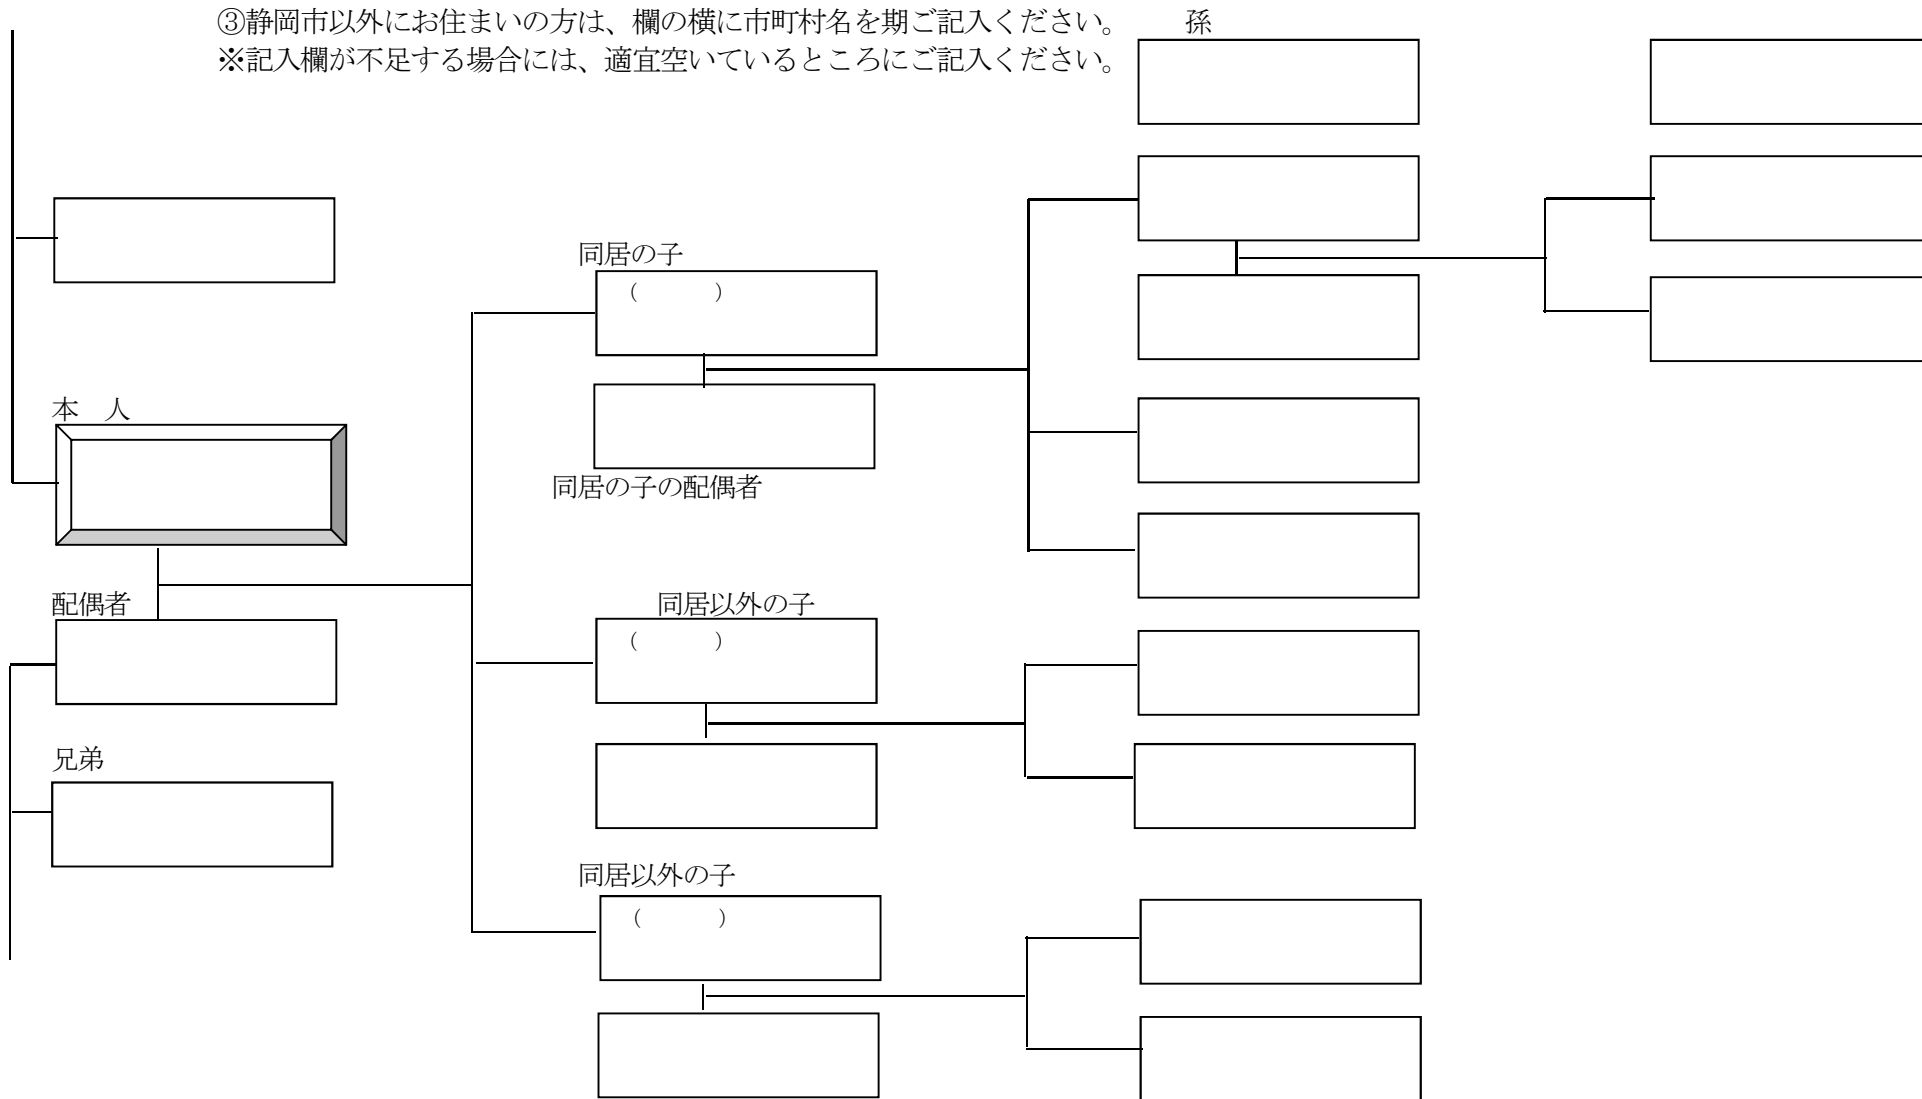 ③静岡市以外にお住まいの方は、欄の横に市町村名を期ご記入ください。
※記入欄が不足する場合には、適宜空いているところにご記入ください。
孫
同居の子
（　　　）
同居の子の配偶者
本　人
配偶者
同居以外の子
（　　　）
兄弟
同居以外の子
（　　　）